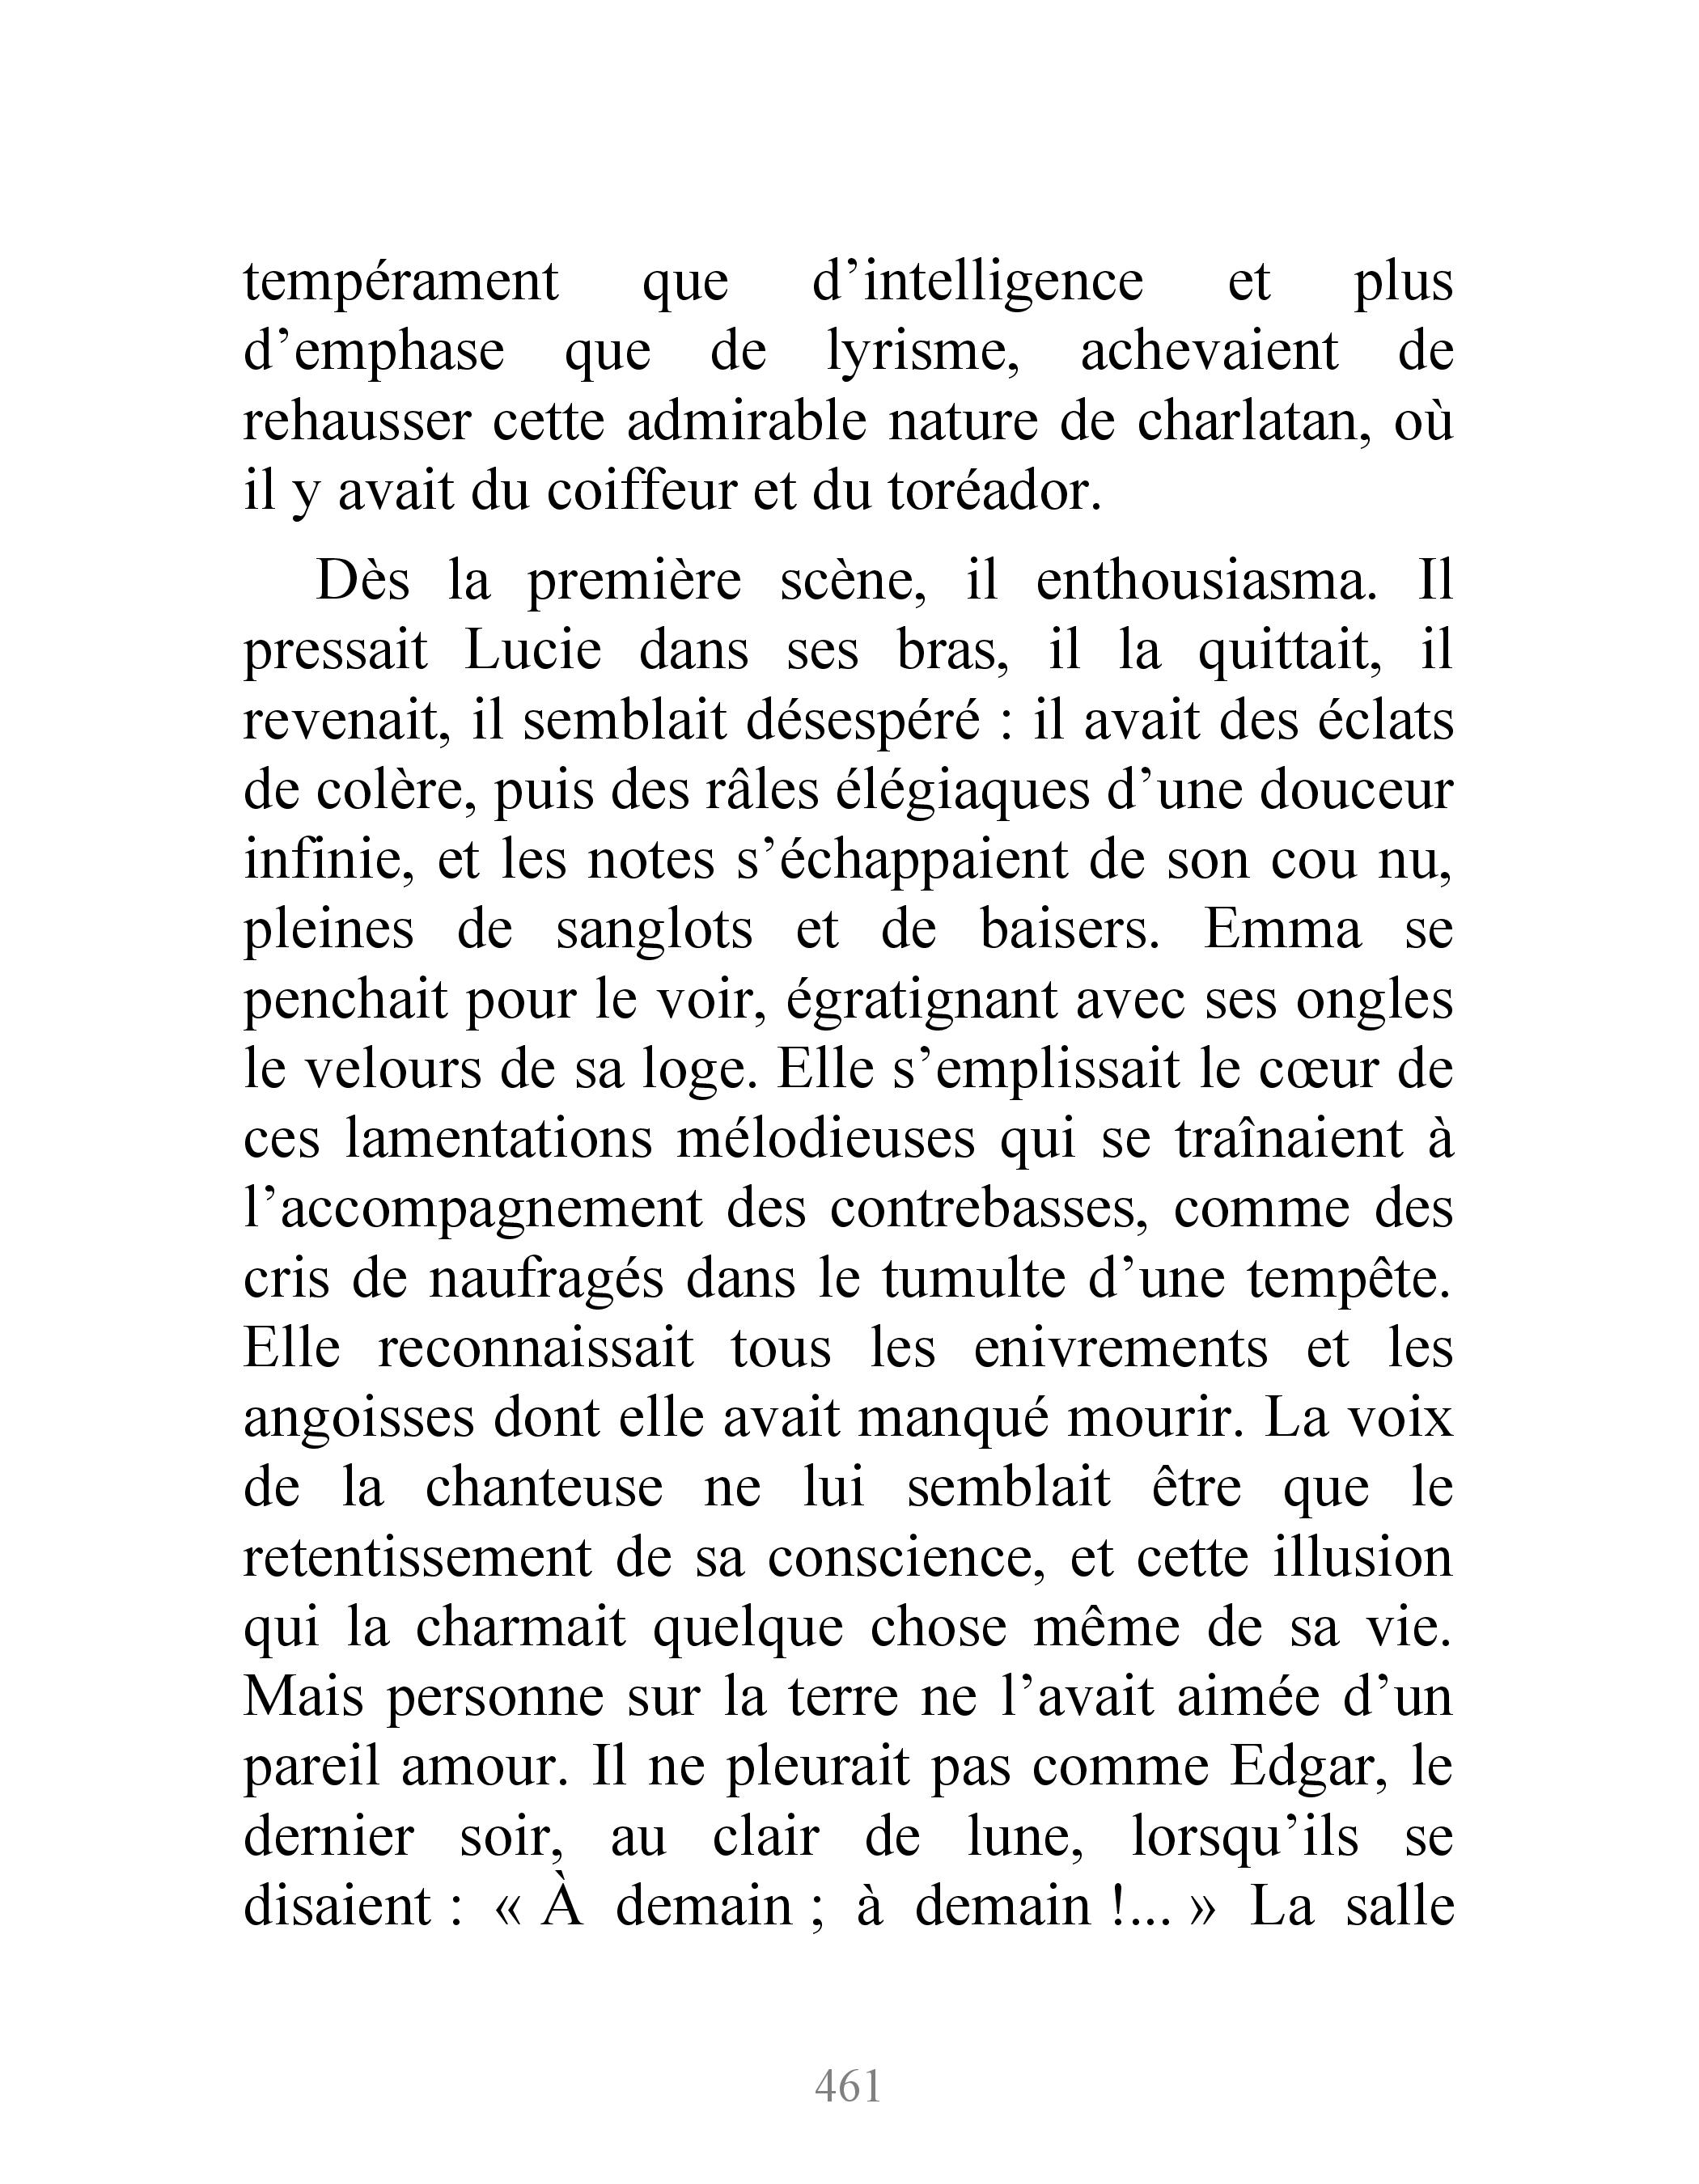 tempérament que d’intelligence et plus
d’emphase que de lyrisme, achevaient de
rehausser cette admirable nature de charlatan, où
il y avait du coiffeur et du toréador.
Dès la première scène, il enthousiasma. Il
pressait Lucie dans ses bras, il la quittait, il
revenait, il semblait désespéré : il avait des éclats
de colère, puis des râles élégiaques d’une douceur
infinie, et les notes s’échappaient de son cou nu,
pleines de sanglots et de baisers. Emma se
penchait pour le voir, égratignant avec ses ongles
le velours de sa loge. Elle s’emplissait le cœur de
ces lamentations mélodieuses qui se traînaient à
l’accompagnement des contrebasses, comme des
cris de naufragés dans le tumulte d’une tempête.
Elle reconnaissait tous les enivrements et les
angoisses dont elle avait manqué mourir. La voix
de la chanteuse ne lui semblait être que le
retentissement de sa conscience, et cette illusion
qui la charmait quelque chose même de sa vie.
Mais personne sur la terre ne l’avait aimée d’un
pareil amour. Il ne pleurait pas comme Edgar, le
dernier soir, au clair de lune, lorsqu’ils se
disaient : « À demain ; à demain !... » La salle
461